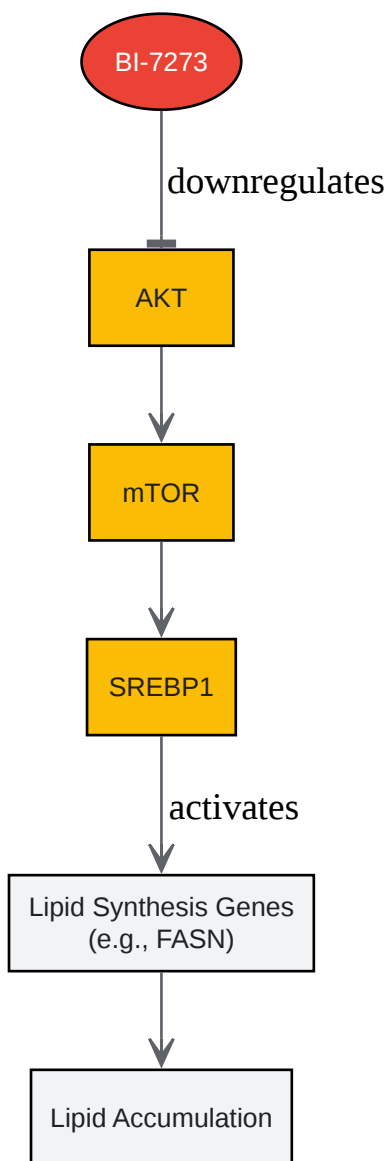 BI-7273
downregulates
AKT
mTOR
SREBP1
activates
Lipid Synthesis Genes
(e.g., FASN)
Lipid Accumulation